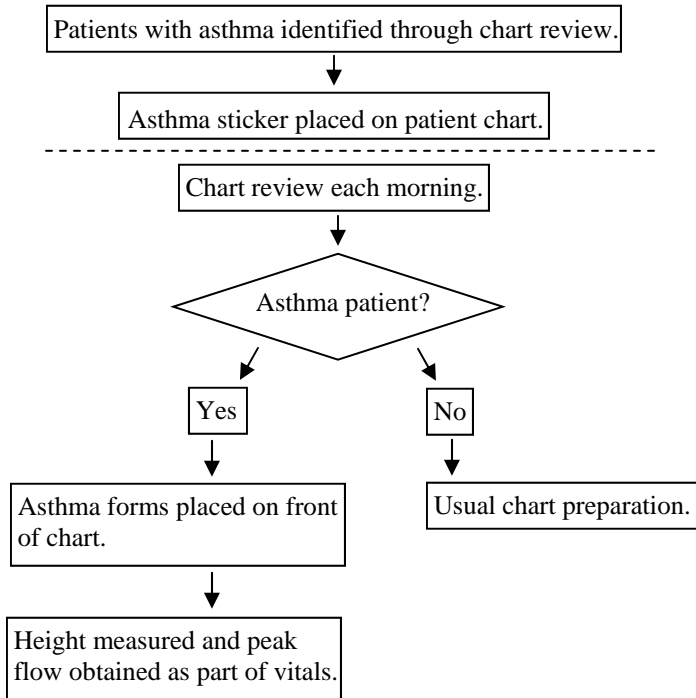 Patients with asthma identified through chart review.
Asthma sticker placed on patient chart.
Chart review each morning.
Asthma patient?
Yes
No
Asthma forms placed on front
of chart.
Usual chart preparation.
Height measured and peak
flow obtained as part of vitals.